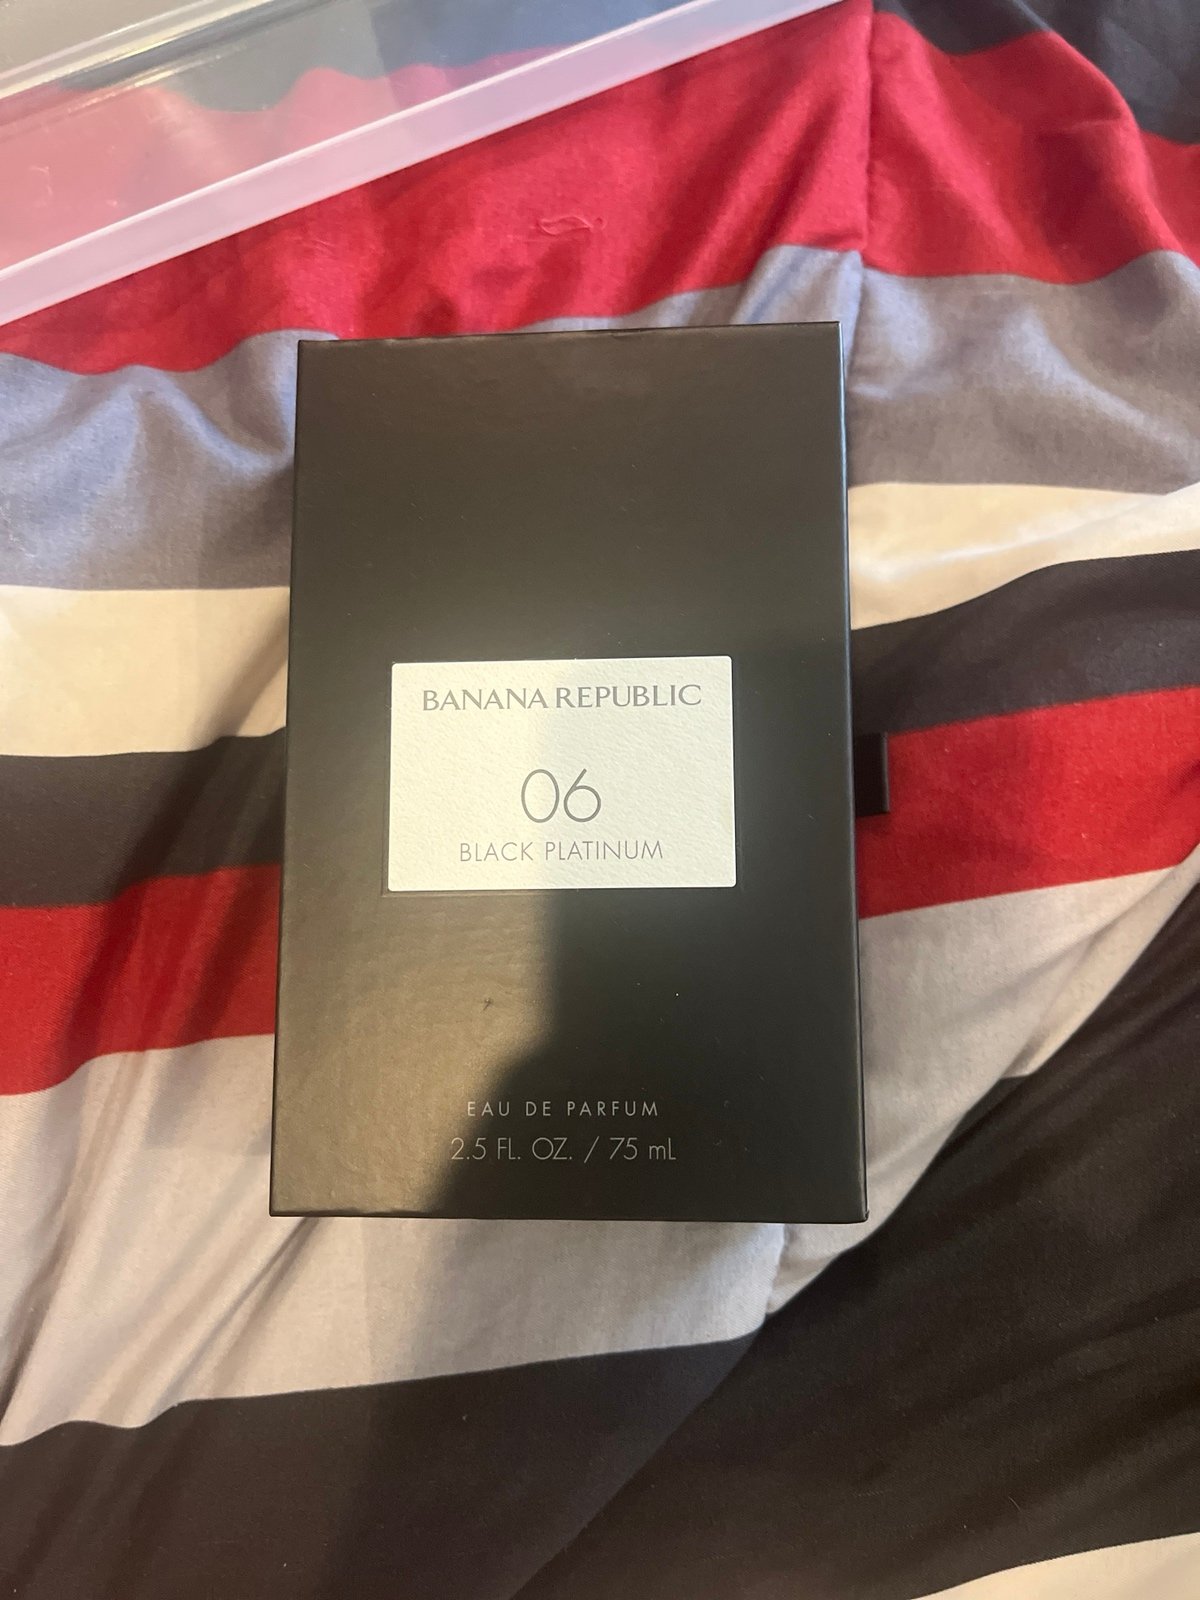 BANANA REPUBLIC
06
BLACK PLATINUM
EAU DE PARFUM
2.5 FL. OZ. / 75 mL